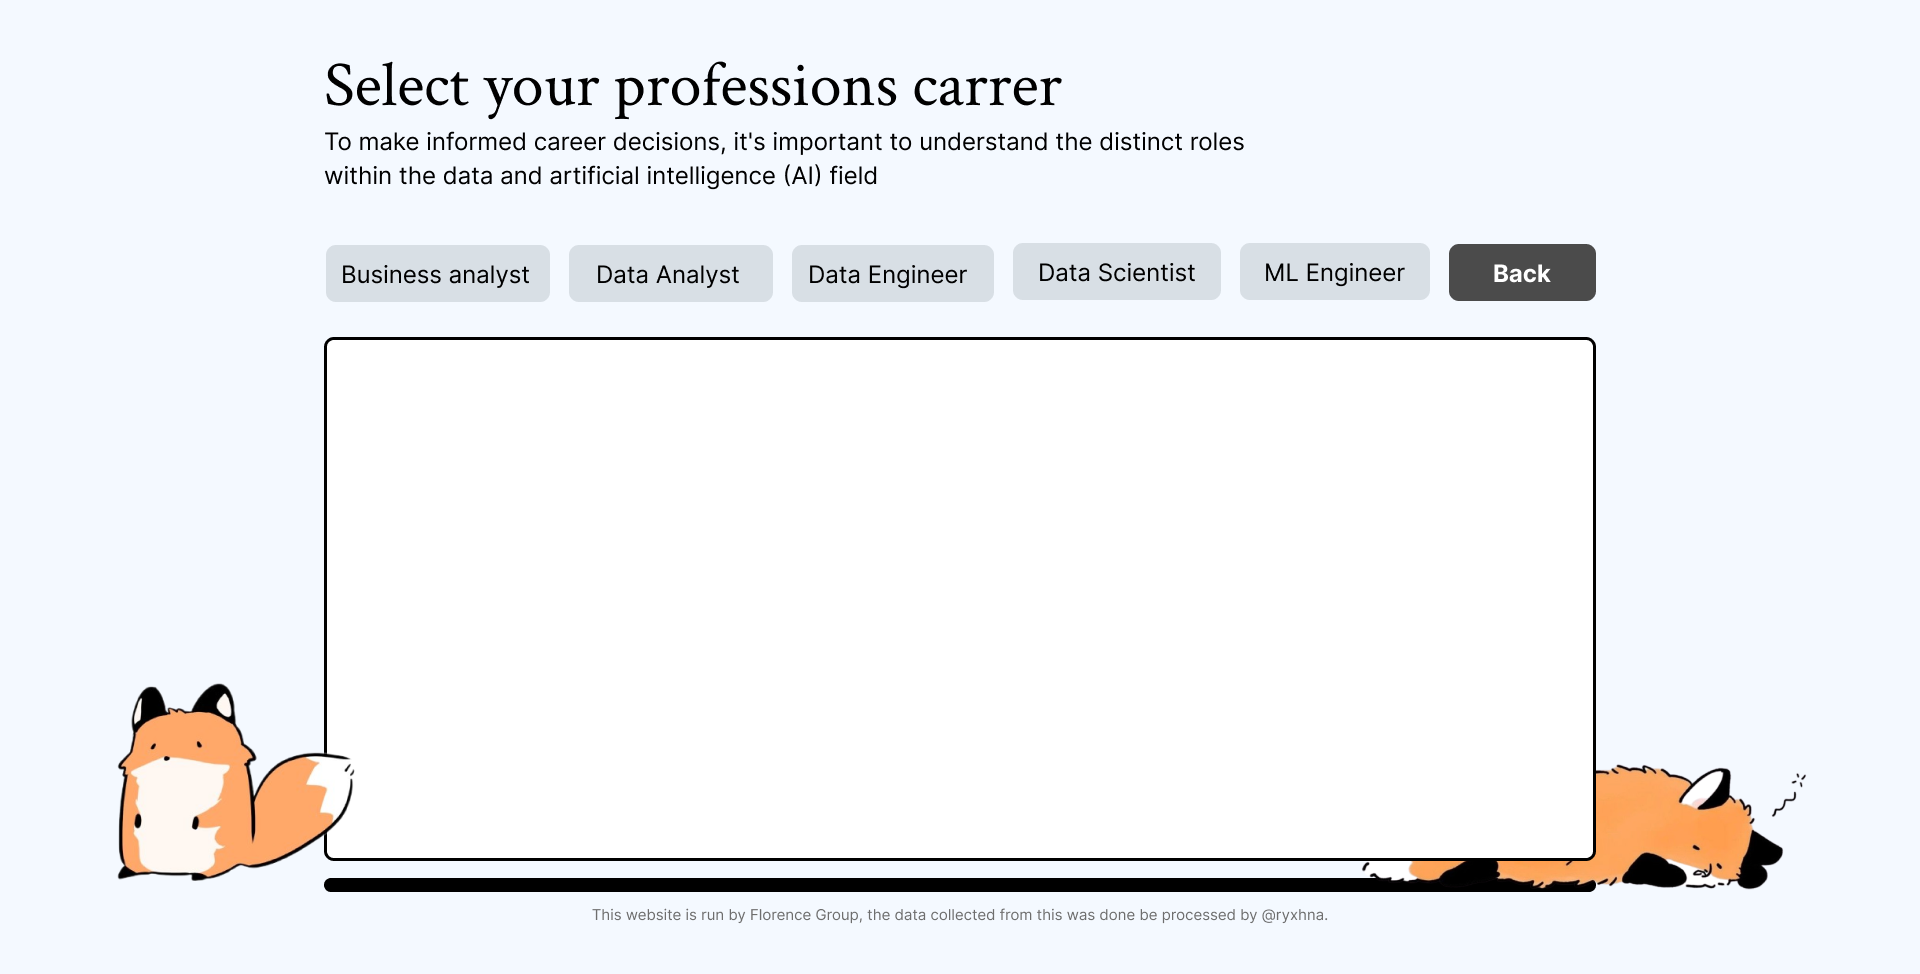 Select your professions carrer
To make informed career decisions, it's important to understand the distinct roles
within the data and artificial intelligence (AI) field
Business analyst
Data Analyst
Data Engineer
Data Scientist
ML Engineer
Back
This website is run by Florence Group, the data collected from this was done be processed by @ryxhna.